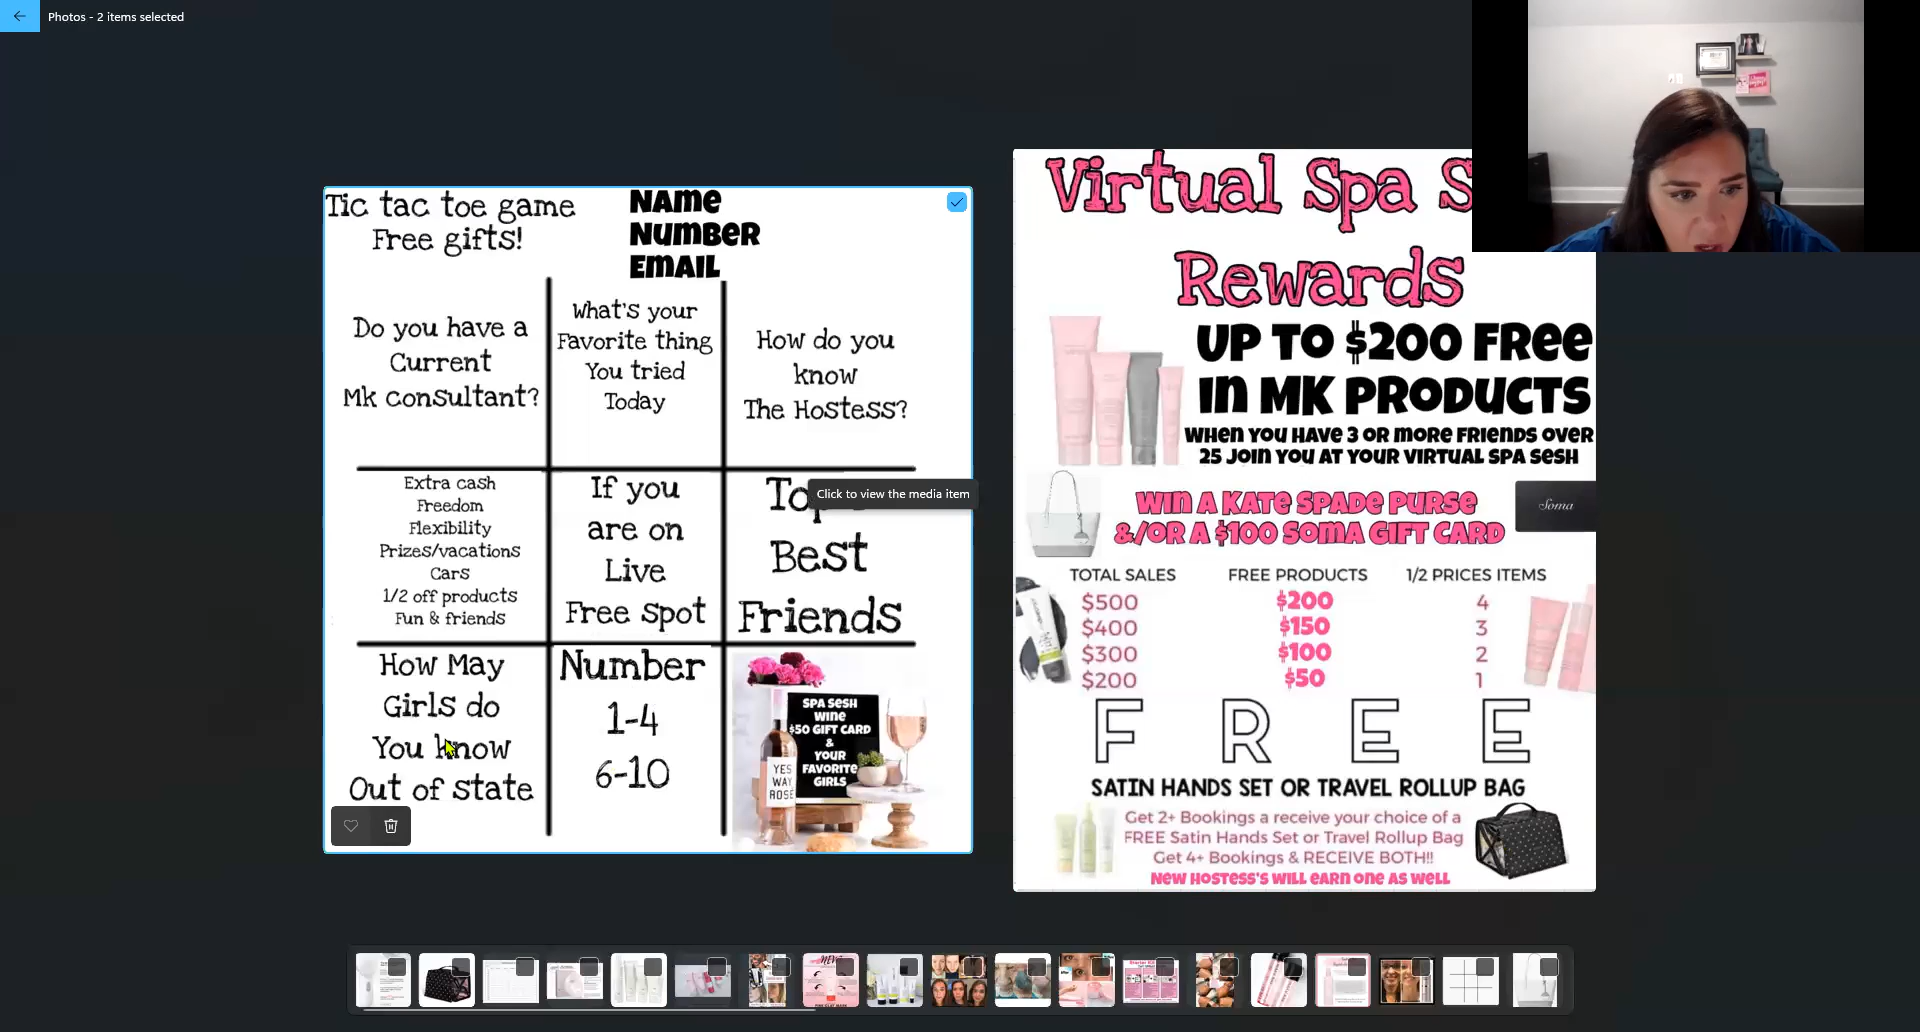 Photos - 2 items selected
Tic tac toe game
Free gifts!
Name
Number
Email
Do you have a
Current
Mk consultant?
What's your
Favorite thing
You tried
Today
How do you
know
The Hostess?
Extra cash
Freedom
Flexibility
Prizes/vacations
Cars
1/2 off products
Fun & friends
If you
are on
Live
Free spot
Click to view the media item
Best
Friends
How May
Girls do
You know
Out of state
Number
1-4
6-10
SPA SESH
WINE
$50 GIFT CARD
&
YOUR
FAVORITE
GIRLS
YES
WAY
ROSÉ
Virtual Spa S
Rewards
UP TO $200 FREE
IN MK PRODUCTS
WHEN YOU HAVE 3 OR MORE FRIENDS OVER
25 JOIN YOU AT YOUR VIRTUAL SPA SESH
WIN A KATE SPADE PURSE
&/OR A $100 SOMA GIFT CARD
Soma
TOTAL SALES FREE PRODUCTS 1/2 PRICES ITEMS
$500 $200 4
$400 $150 3
$300 $100 2
$200 $50 1
FREE
SATIN HANDS SET OR TRAVEL ROLLUP BAG
Get 2+ Bookings a receive your choice of a
FREE Satin Hands Set or Travel Rollup Bag
Get 4+ Bookings & RECEIVE BOTH!!
NEW HOSTESS'S WILL EARN ONE AS WELL